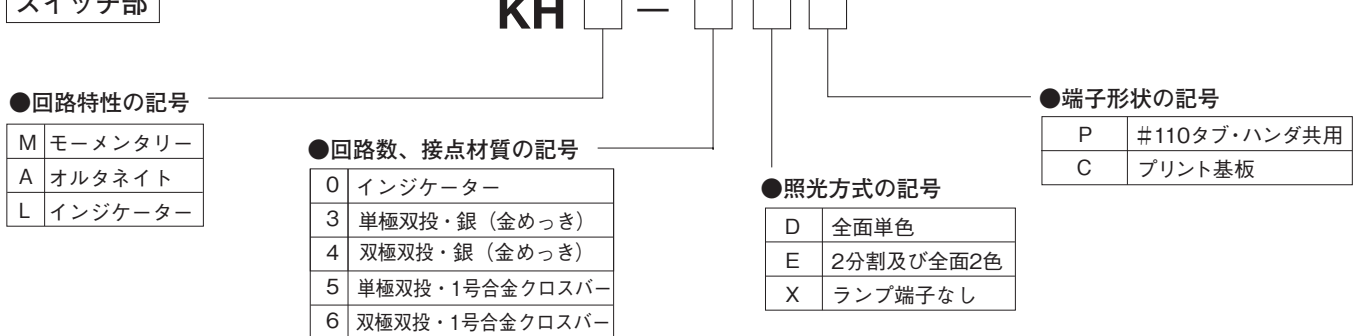 スイッチ部
KH □ － □ □ □
●回路特性の記号
M モーメンタリー
A オルタネイト
L インジケーター
●回路数、接点材質の記号
0 インジケーター
3 単極双投・銀（金めっき）
4 双極双投・銀（金めっき）
5 単極双投・1号合金クロスバー
6 双極双投・1号合金クロスバー
●照光方式の記号
D 全面単色
E 2分割及び全面2色
X ランプ端子なし
●端子形状の記号
P ＃110タブ・ハンダ共用
C プリント基板